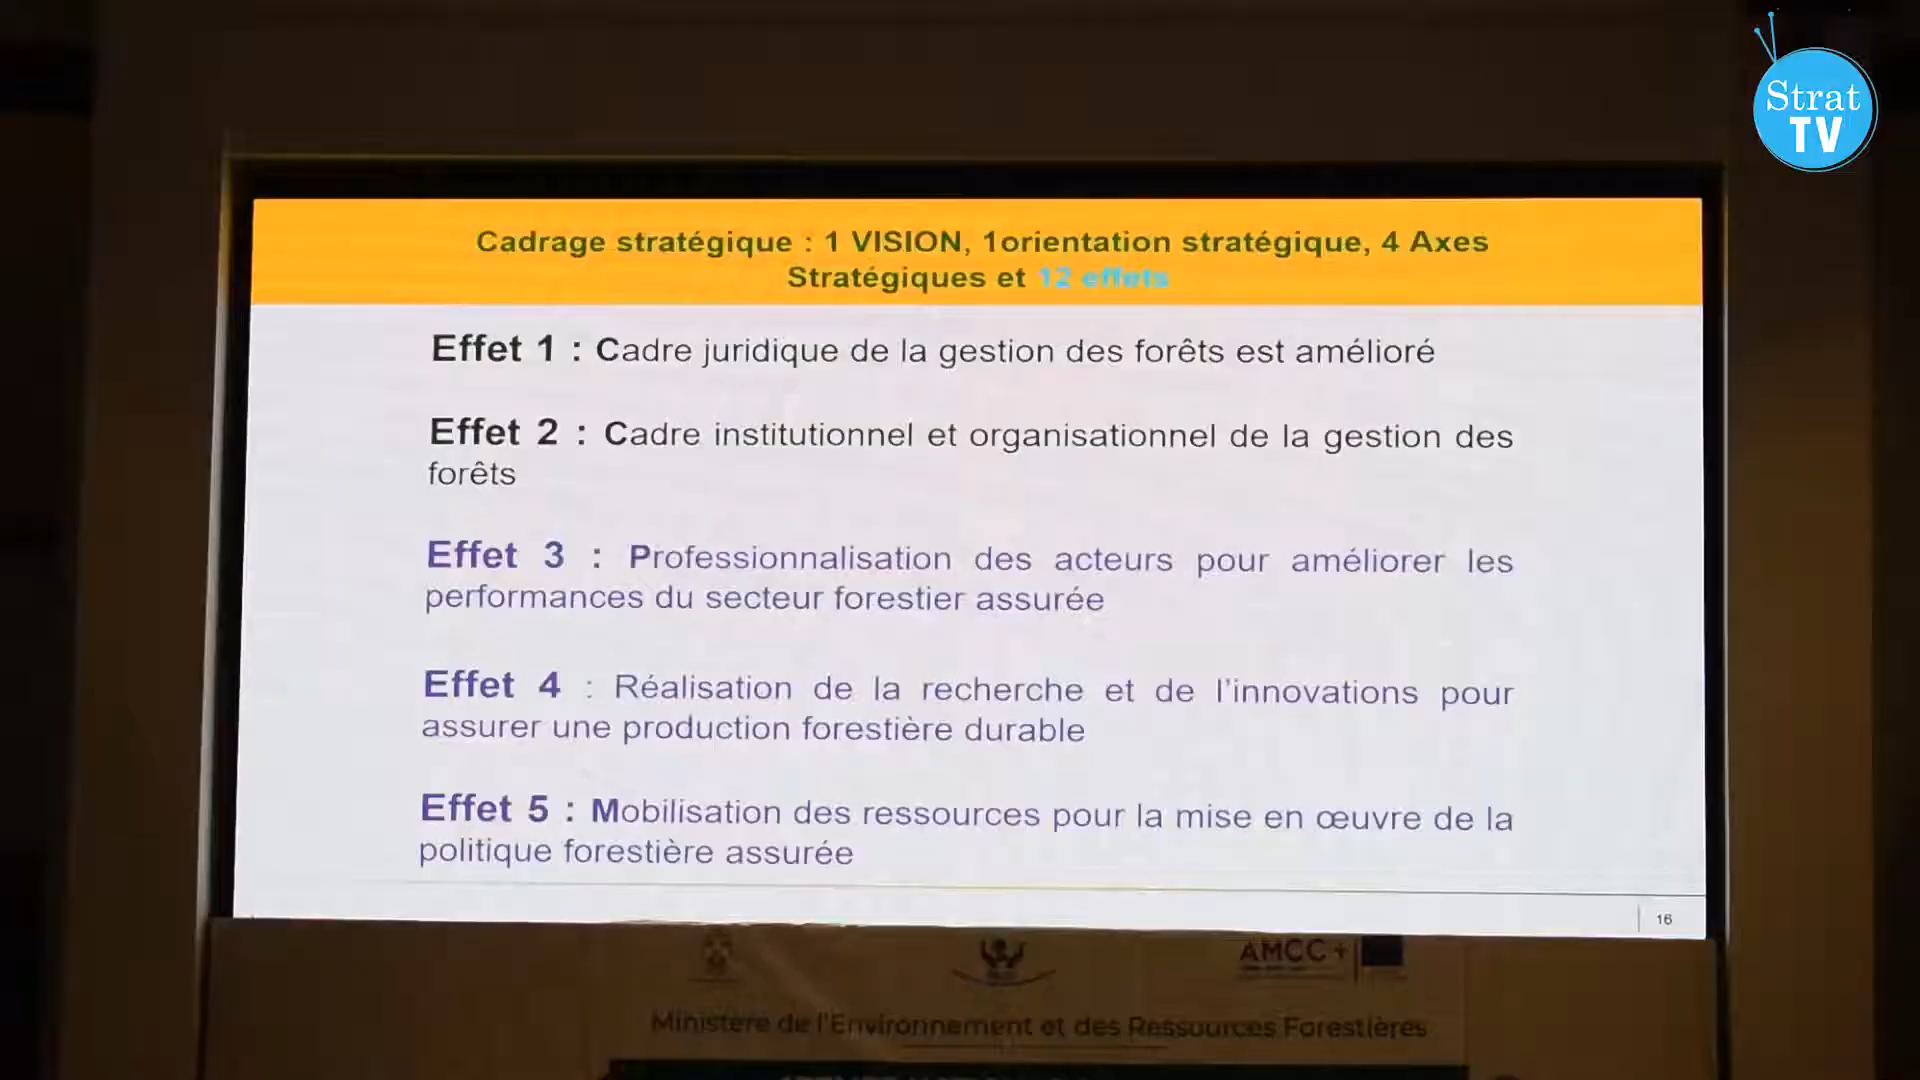 Strat
TV
Cadrage stratégique : 1 VISION, 1orientation stratégique, 4 Axes
Stratégiques et 12 effets
Effet 1 : Cadre juridique de la gestion des forêts est amélioré
Effet 2 : Cadre institutionnel et organisationnel de la gestion des
forêts
Effet 3 : Professionnalisation des acteurs pour améliorer les
performances du secteur forestier assurée
Effet 4 : Réalisation de la recherche et de l'innovations pour
assurer une production forestière durable
Effet 5 : Mobilisation des ressources pour la mise en œuvre de la
politique forestière assurée
16
AMCC+
Ministère de l'Environnement et des Ressources Forestières